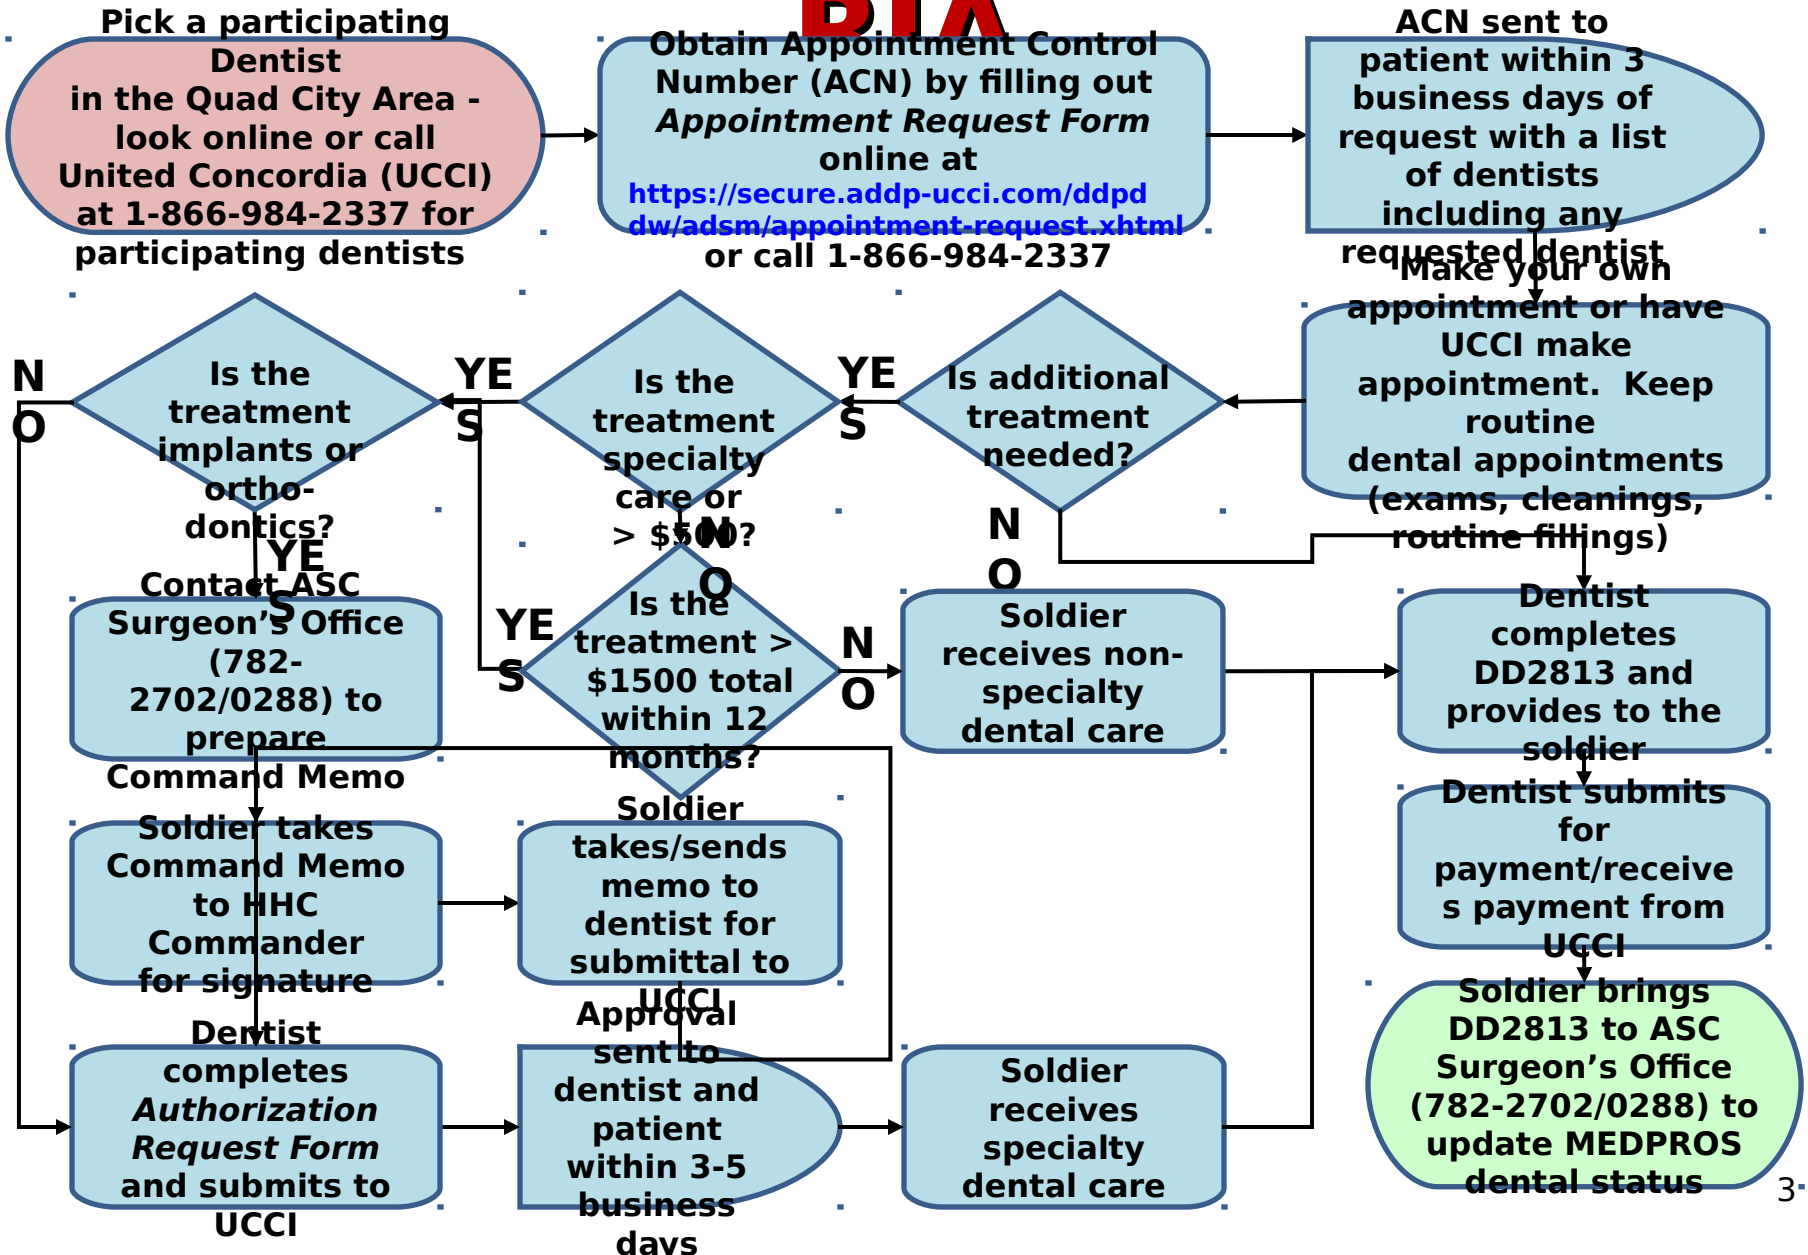 Pick a participating
Dentist
in the Quad City Area -
look online or call
United Concordia (UCCI)
at 1-866-984-2337 for
participating dentists
Obtain Appointment Control
Number (ACN) by filling out
Appointment Request Form
online at
https://secure.addp-ucci.com/ddpd
dw/adsm/appointment-request.xhtml
or call 1-866-984-2337
ACN sent to
patient within 3
business days of
request with a list
of dentists
including any
requested dentist
Make your own
appointment or have
UCCI make
appointment.  Keep
routine
dental appointments
(exams, cleanings,
routine fillings)
Is additional
treatment
needed?
YE
S
N
O
Is the
treatment
specialty
care or
> $500?
YE
S
N
O
Is the
treatment
implants or
ortho-
dontics?
N
O
YE
S
Is the
treatment >
$1500 total
within 12
months?
YE
S
N
O
Contact ASC
Surgeon’s Office
(782-
2702/0288) to
prepare
Command Memo
Soldier
receives non-
specialty
dental care
Dentist
completes
DD2813 and
provides to the
soldier
Soldier takes
Command Memo
to HHC
Commander
for signature
Soldier
takes/sends
memo to
dentist for
submittal to
UCCI
Dentist submits
for
payment/receive
s payment from
UCCI
Dentist
completes
Authorization
Request Form
and submits to
UCCI
Approval
sent to
dentist and
patient
within 3-5
business
days
Soldier
receives
specialty
dental care
Soldier brings
DD2813 to ASC
Surgeon’s Office
(782-2702/0288) to
update MEDPROS
dental status
3